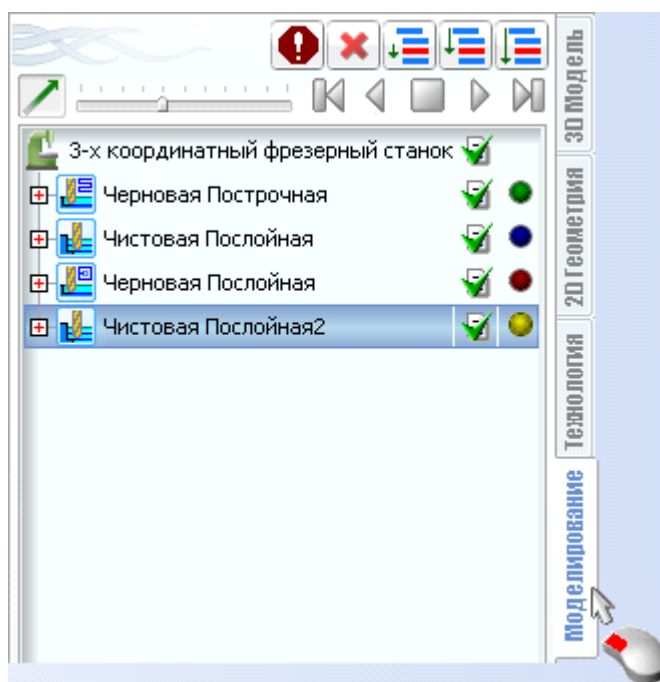 3-х координатный фрезерный станок
Черновая Построчная
Чистовая Послойная
Черновая Послойная
Чистовая Послойная2
3D Модель
2D Геометрия
Технология
Моделирование